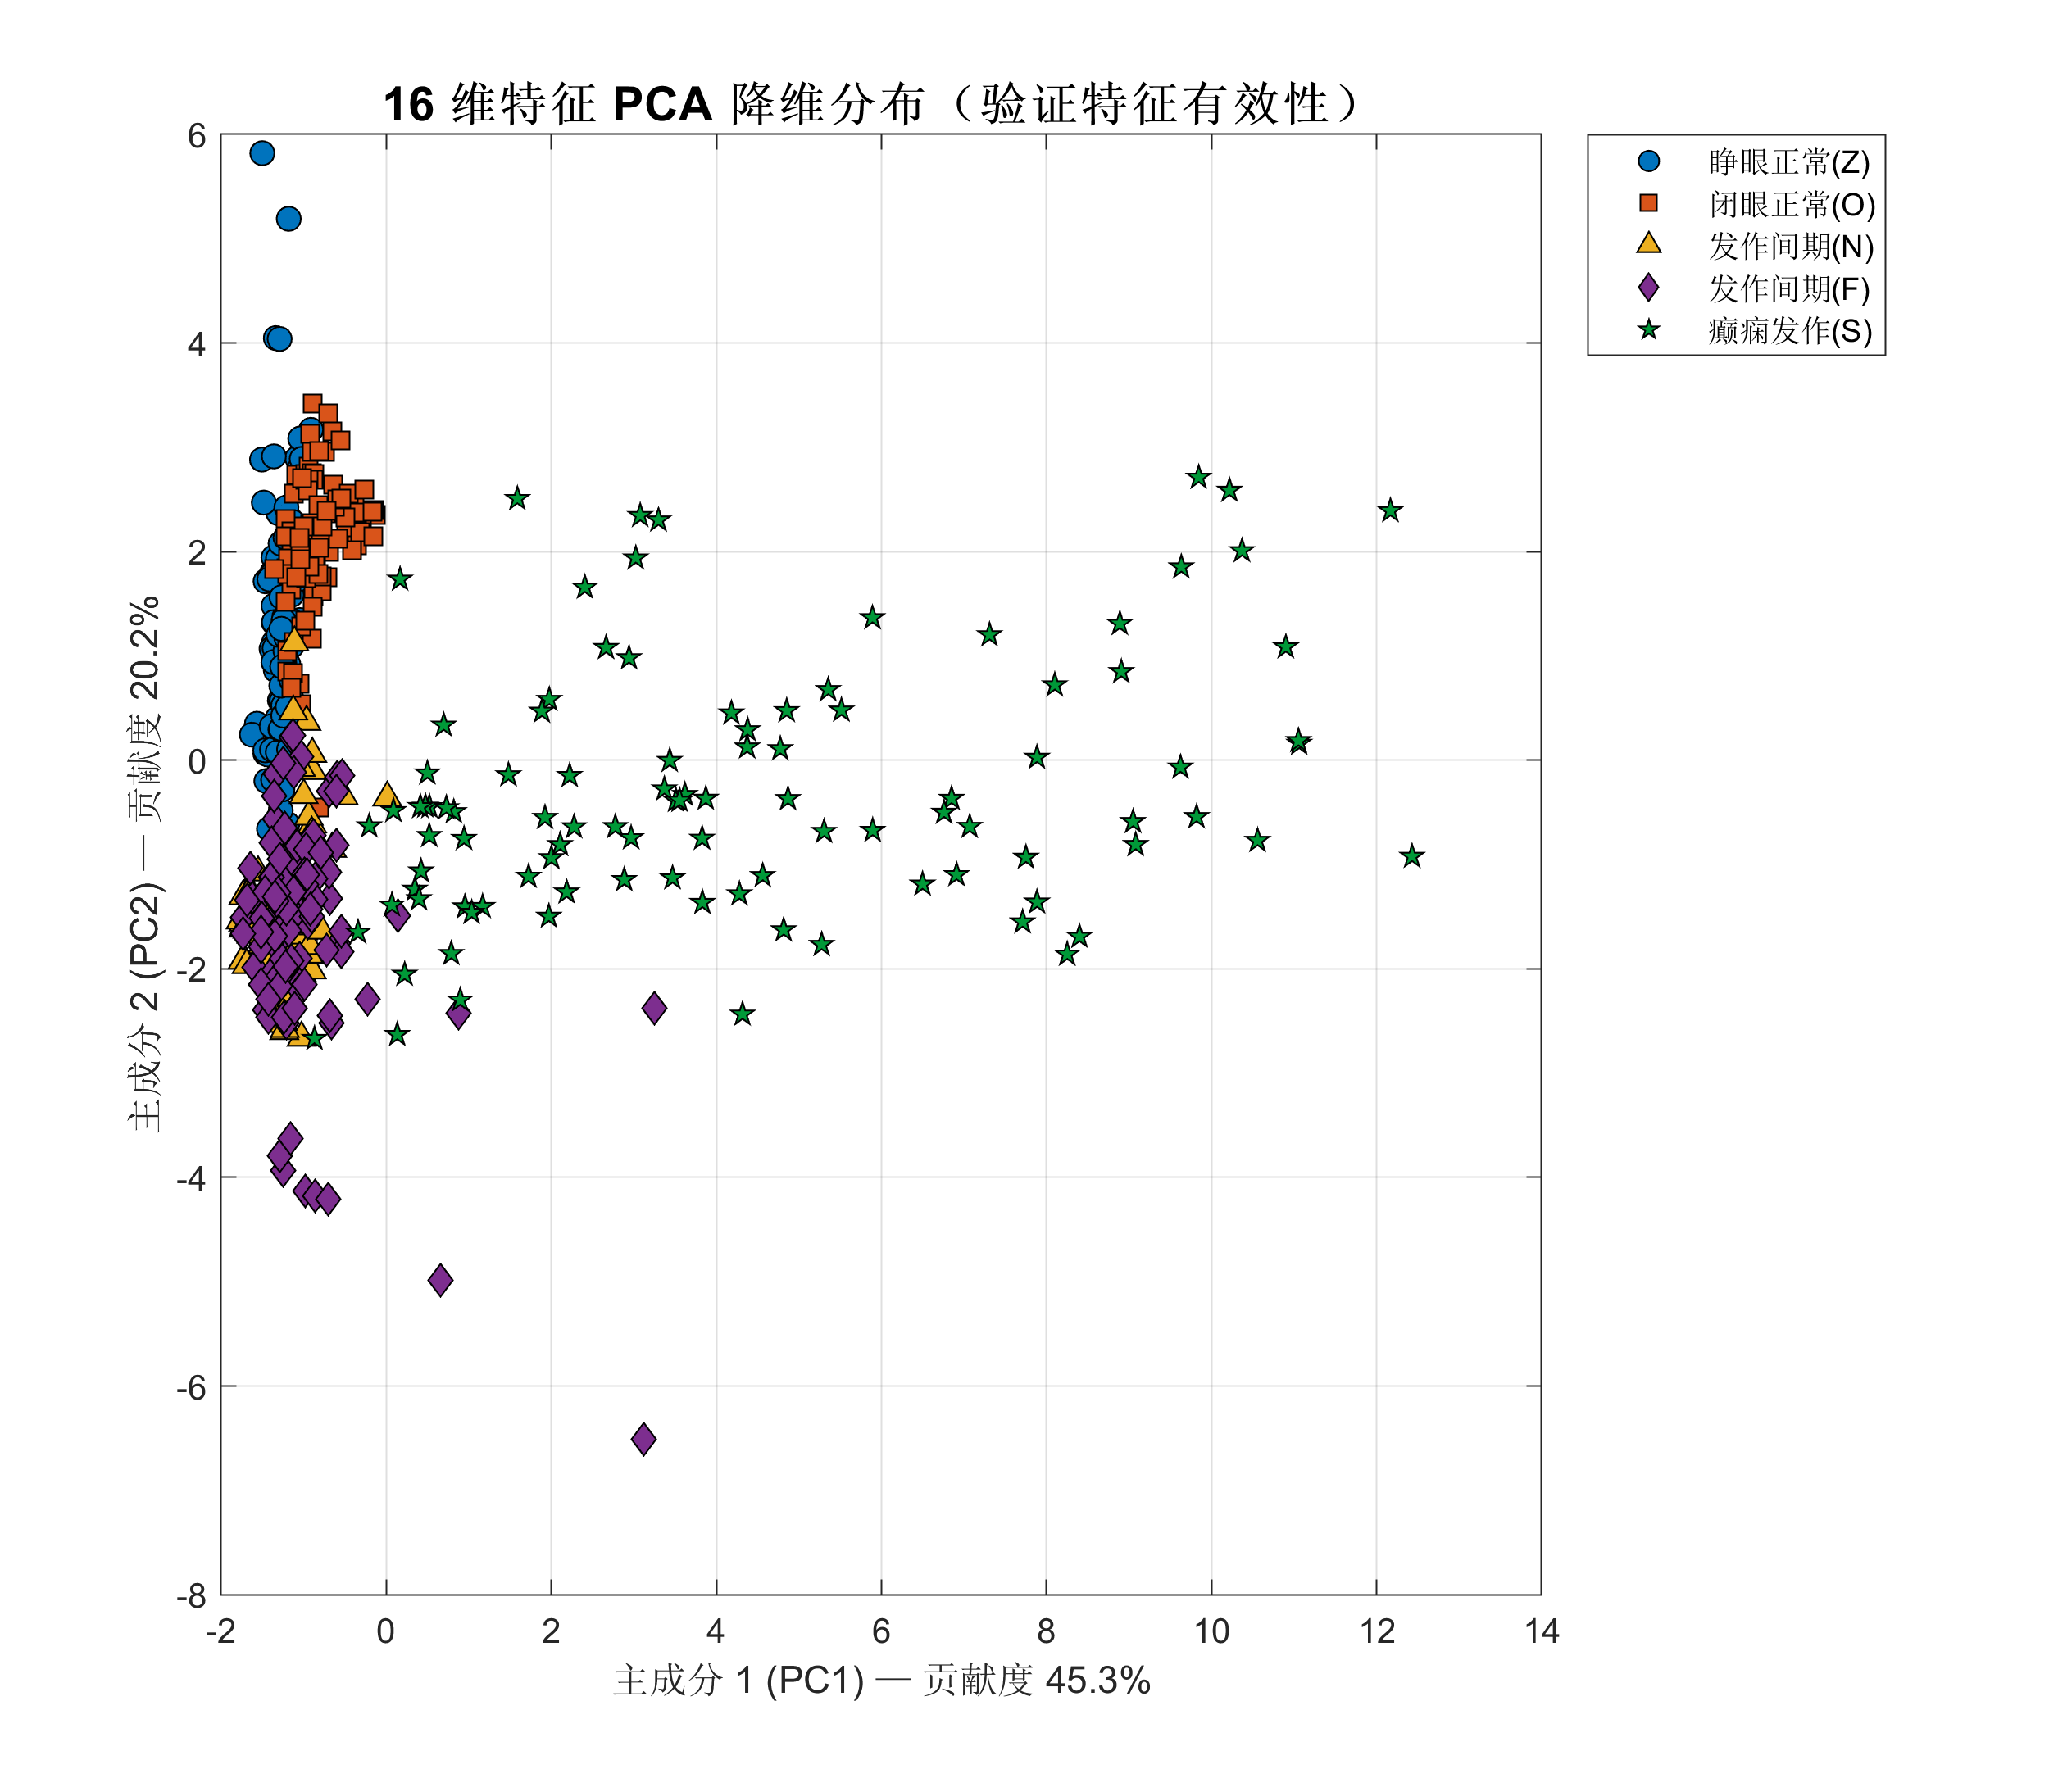 16 维特征 PCA 降维分布（验证特征有效性）
睁眼正常(Z)
闭眼正常(O)
发作间期(N)
发作间期(F)
癫痫发作(S)
主成分 2 (PC2) — 贡献度 20.2%
6
4
2
0
-2
-4
-6
-8
-2 0 2 4 6 8 10 12 14
主成分 1 (PC1) — 贡献度 45.3%